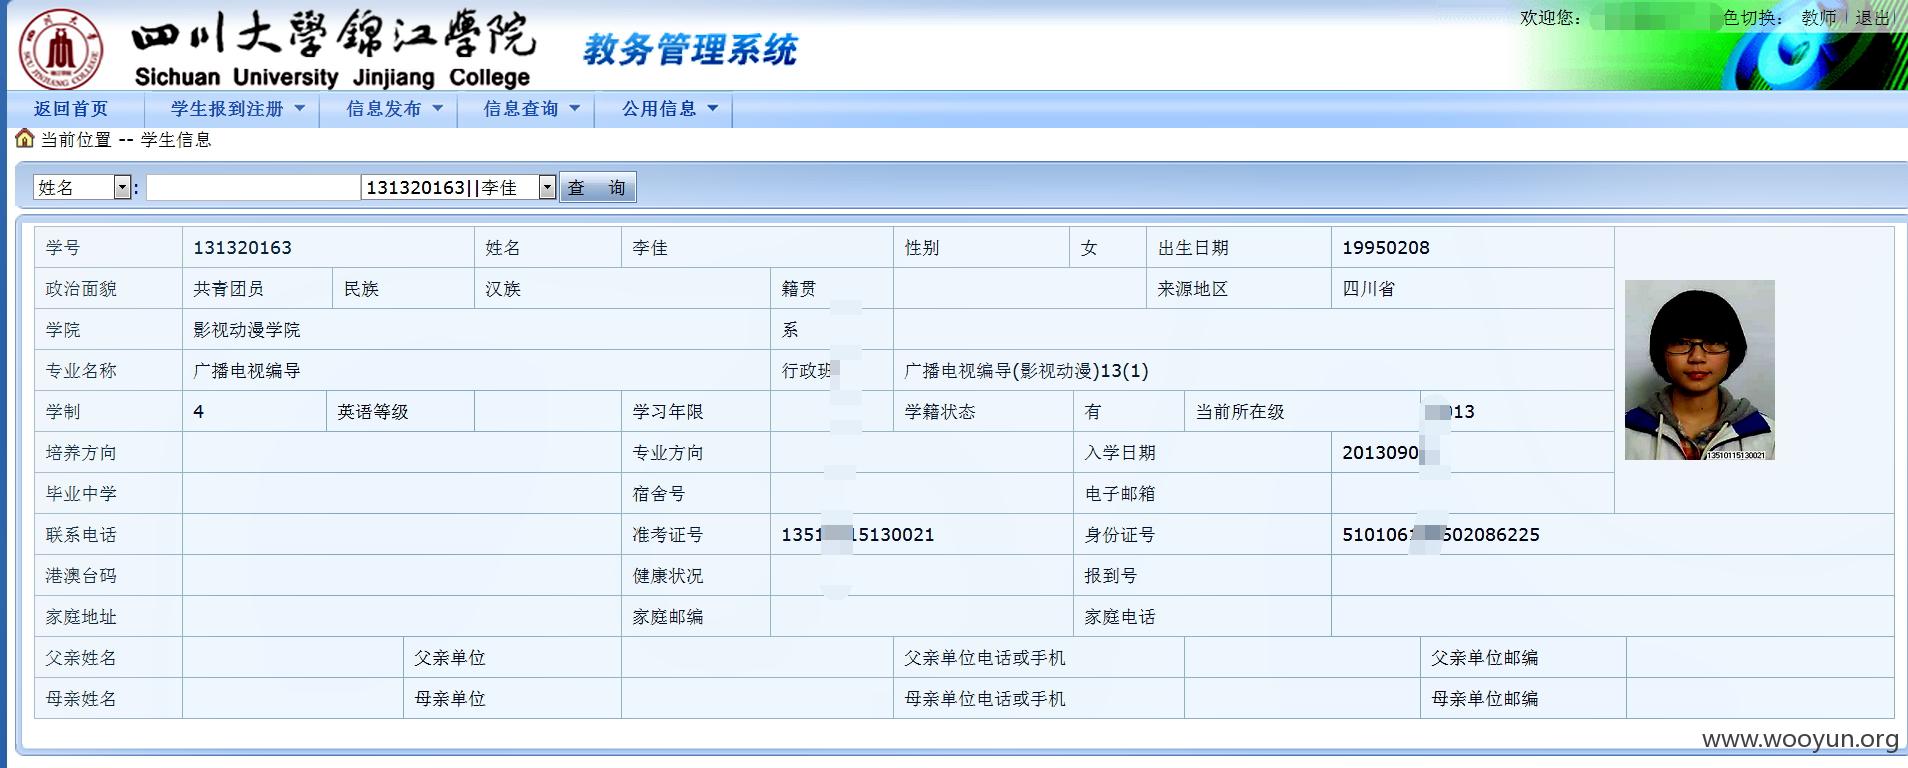 四川大學錦江學院
Sichuan University Jinjiang College
教务管理系统
欢迎您: 色切换: 教师 | 退出
返回首页 学生报到注册 信息发布 信息查询 公用信息
当前位置 -- 学生信息
姓名 : 131320163||李佳 查 询
学号 131320163 姓名 李佳 性别 女 出生日期 19950208
政治面貌 共青团员 民族 汉族 籍贯 来源地区 四川省
学院 影视动漫学院 系
专业名称 广播电视编导 行政班 广播电视编导(影视动漫)13(1)
学制 4 英语等级 学习年限 学籍状态 有 当前所在级
培养方向 专业方向 入学日期
毕业中学 宿舍号 电子邮箱
13510115130021
联系电话 准考证号 身份证号
港澳台码 健康状况 报到号
家庭地址 家庭邮编 家庭电话
父亲姓名 父亲单位 父亲单位电话或手机 父亲单位邮编
母亲姓名 母亲单位 母亲单位电话或手机 母亲单位邮编
www.wooyun.org